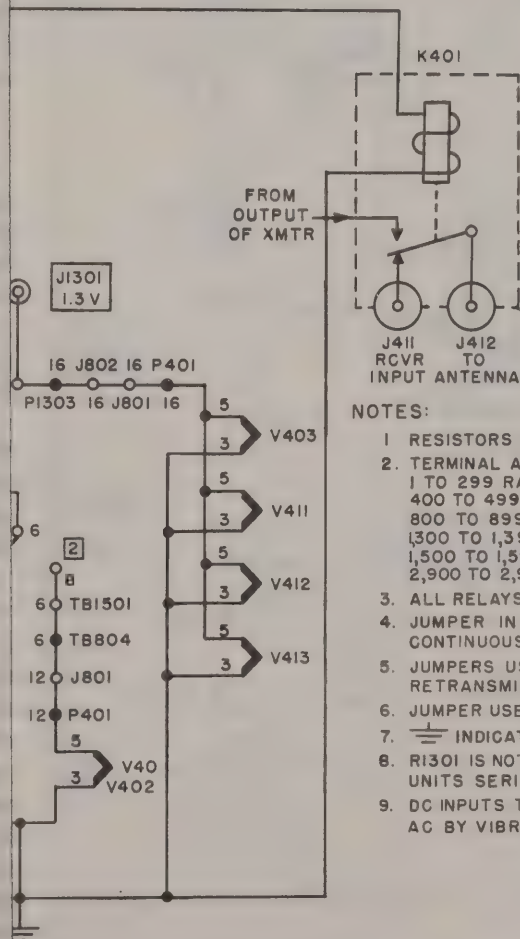 K401
FROM
OUTPUT
OF XMTR
J1301
1.3 V
J411 J412
RCVR TO
INPUT ANTENNA
16 J802 16 P401
P1303 16 J801 16
5
3 V403
5
3 V411
5
3 V412
5
3 V413
6
2
8
6 TB1501
6 TB804
12 J801
12 P401
5
3 V40
V402
NOTES:
1 RESISTORS
2. TERMINAL A
1 TO 299 RA
400 TO 499
800 TO 899
1,300 TO 1,39
1,500 TO 1,5
2,900 TO 2,9
3. ALL RELAYS
4. JUMPER IN
CONTINUOUS
5. JUMPERS US
RETRANSMI
6. JUMPER USE
7. INDICAT
8. R1301 IS NOT
UNITS SERI
9. DC INPUTS T
AC BY VIBR